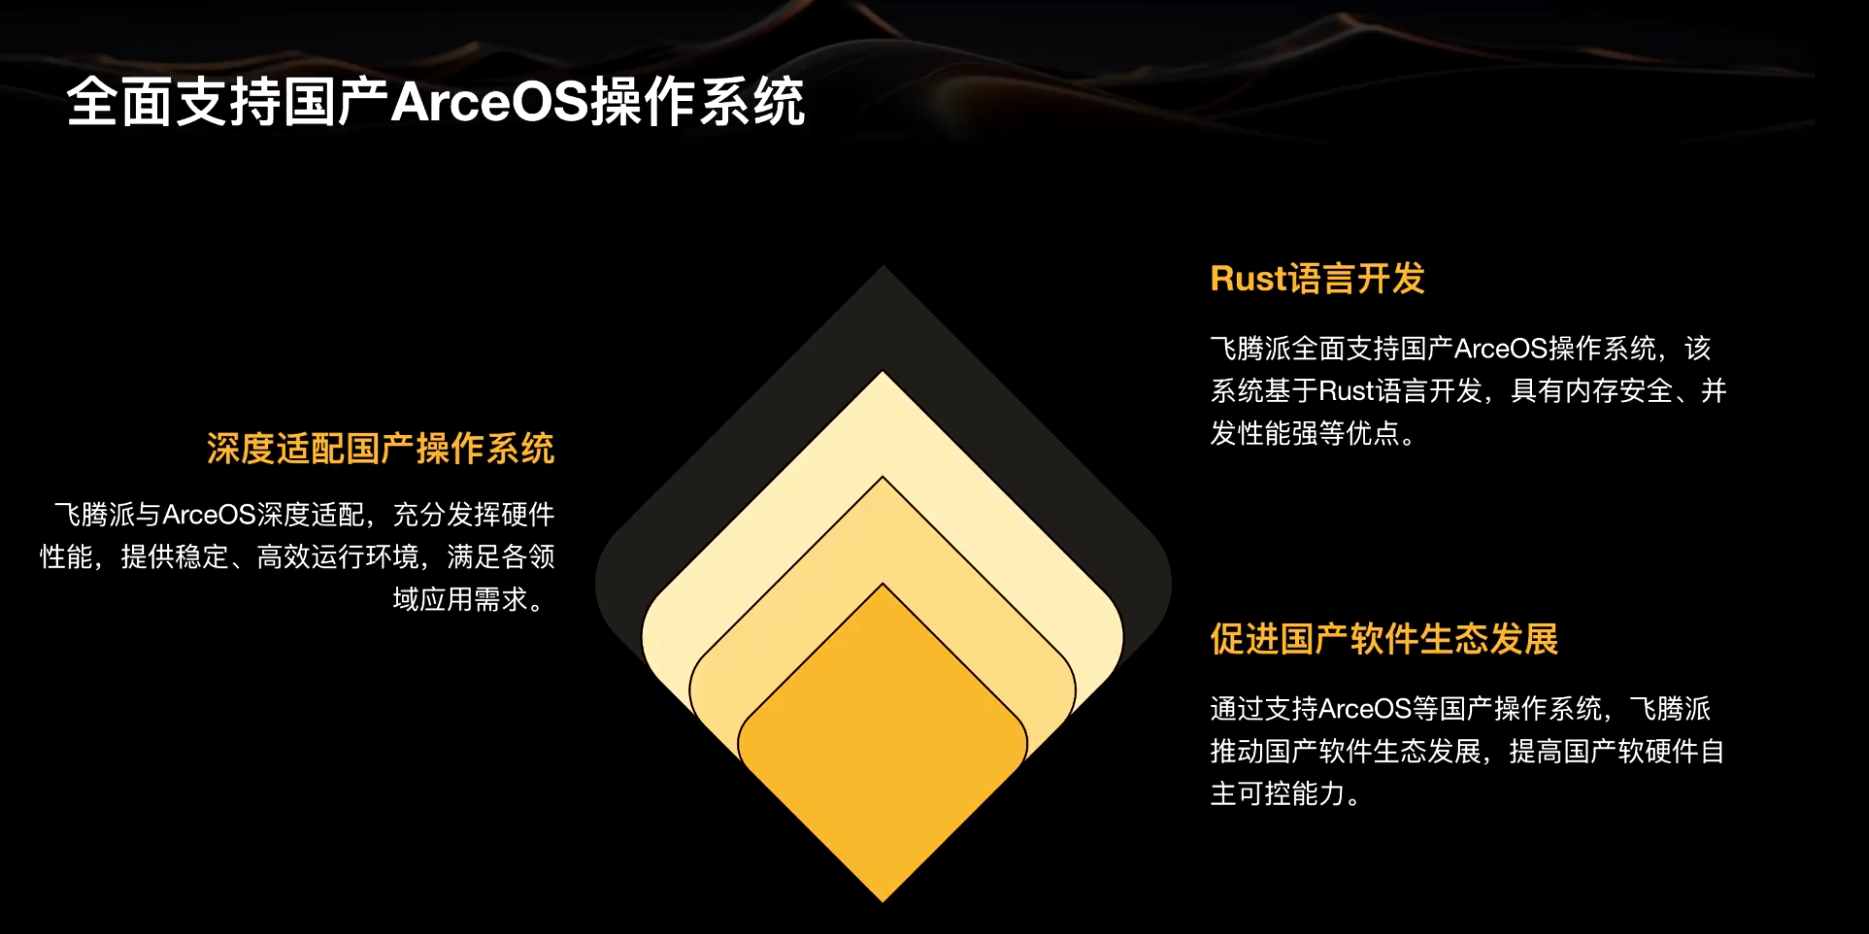 全面支持国产ArceOS操作系统
Rust语言开发
飞腾派全面支持国产ArceOS操作系统，该
系统基于Rust语言开发，具有内存安全、并
发性能强等优点。
深度适配国产操作系统
飞腾派与ArceOS深度适配，充分发挥硬件
性能，提供稳定、高效运行环境，满足各领
域应用需求。
促进国产软件生态发展
通过支持ArceOS等国产操作系统，飞腾派
推动国产软件生态发展，提高国产软硬件自
主可控能力。